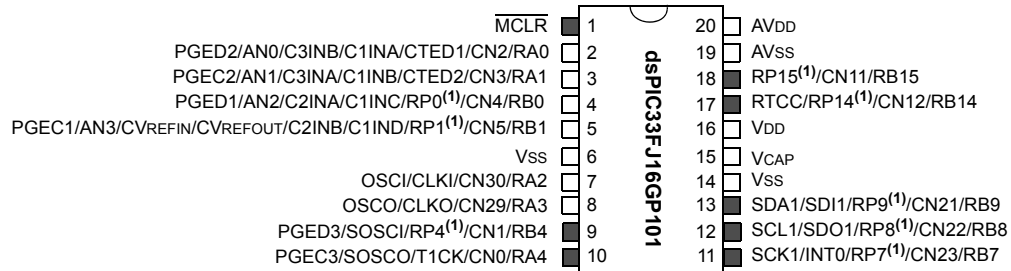 MCLR 1 20 AVDD
PGED2/AN0/C3INB/C1INA/CTED1/CN2/RA0 2 19 AVSS
PGEC2/AN1/C3INA/C1INB/CTED2/CN3/RA1 3 18 RP15(1)/CN11/RB15
PGED1/AN2/C2INA/C1INC/RP0(1)/CN4/RB0 4 17 RTCC/RP14(1)/CN12/RB14
PGEC1/AN3/CVREFIN/CVREFOUT/C2INB/C1IND/RP1(1)/CN5/RB1 5 16 VDD
VSS 6 15 VCAP
OSCI/CLKI/CN30/RA2 7 14 VSS
OSCO/CLKO/CN29/RA3 8 13 SDA1/SDI1/RP9(1)/CN21/RB9
PGED3/SOSCI/RP4(1)/CN1/RB4 9 12 SCL1/SDO1/RP8(1)/CN22/RB8
PGEC3/SOSCO/T1CK/CN0/RA4 10 11 SCK1/INT0/RP7(1)/CN23/RB7
dsPIC33FJ16GP101